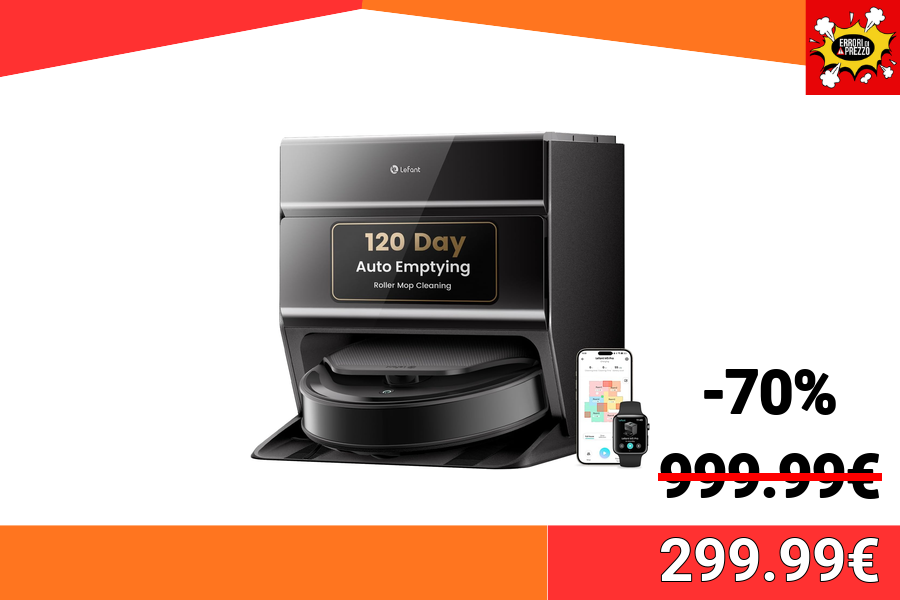 ERRORI DI
PREZZO
Lefant
120 Day
Auto Emptying
Roller Mop Cleaning
-70%
999.99€
299.99€